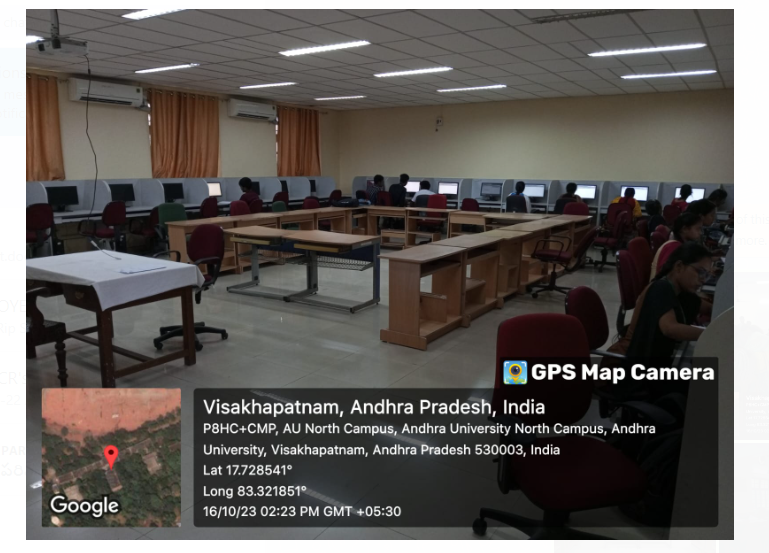 GPS Map Camera
Visakhapatnam, Andhra Pradesh, India
P8HC+CMP, AU North Campus, Andhra University North Campus, Andhra
University, Visakhapatnam, Andhra Pradesh 530003, India
Lat 17.728541°
Long 83.321851°
16/10/23 02:23 PM GMT +05:30
Google